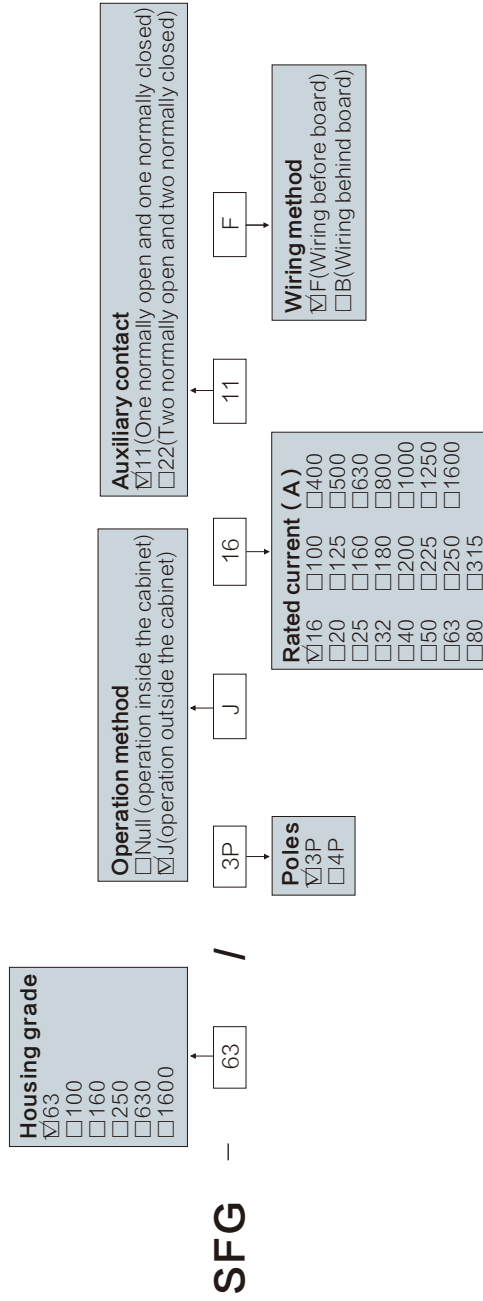 Housing grade
☑63
☐100
☐160
☐250
☐630
☐1600
Operation method
☐Null (operation inside the cabinet)
☑J(operation outside the cabinet)
Auxiliary contact
☑11(One normally open and one normally closed)
☐22(Two normally open and two normally closed)
SFG – 63 / 3P J 16 11 F
Poles
☑3P
☐4P
Rated current ( A )
☑16 ☐100 ☐400
☐20 ☐125 ☐500
☐25 ☐160 ☐630
☐32 ☐180 ☐800
☐40 ☐200 ☐1000
☐50 ☐225 ☐1250
☐63 ☐250 ☐1600
☐80 ☐315
Wiring method
☑F(Wiring before board)
☐B(Wiring behind board)